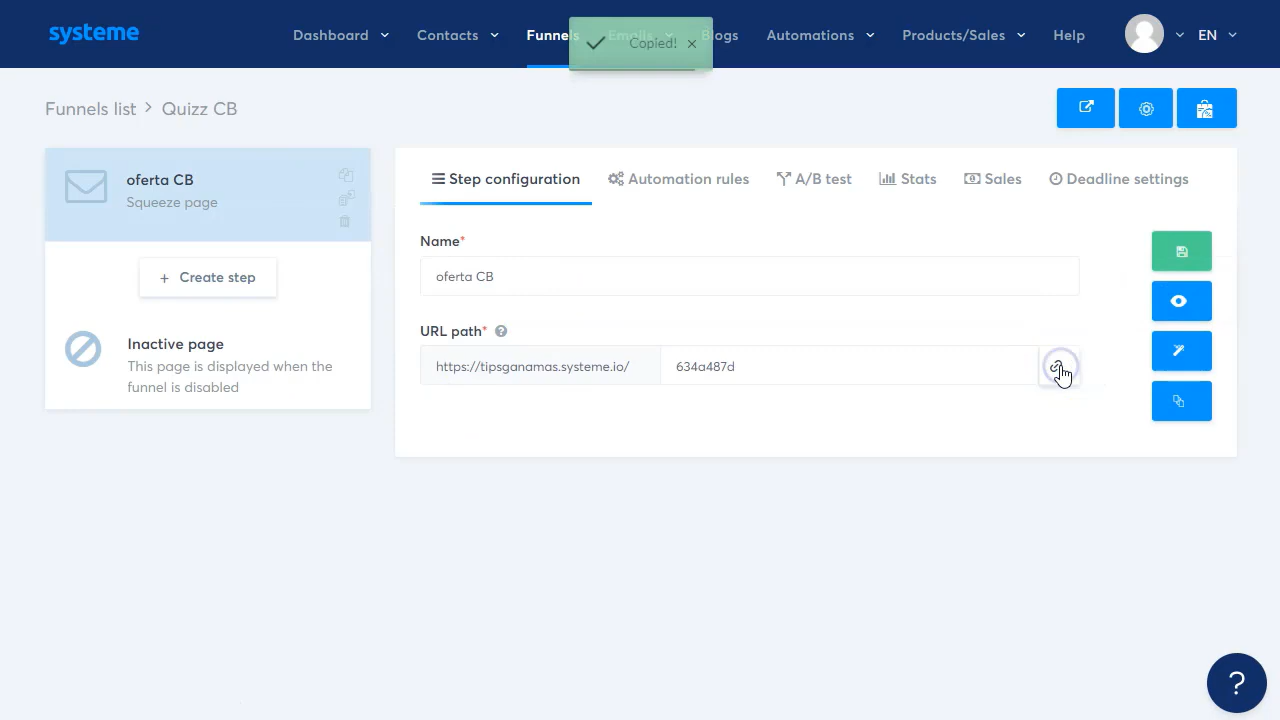 systeme
Dashboard
Contacts
Funnels
Emails
Blogs
Automations
Products/Sales
Help
EN
Copied!
Funnels list > Quizz CB
oferta CB
Squeeze page
+ Create step
Inactive page
This page is displayed when the
funnel is disabled
Step configuration
Automation rules
A/B test
Stats
Sales
Deadline settings
Name*
oferta CB
URL path* ?
https://tipsganamas.systeme.io/
634a487d
?